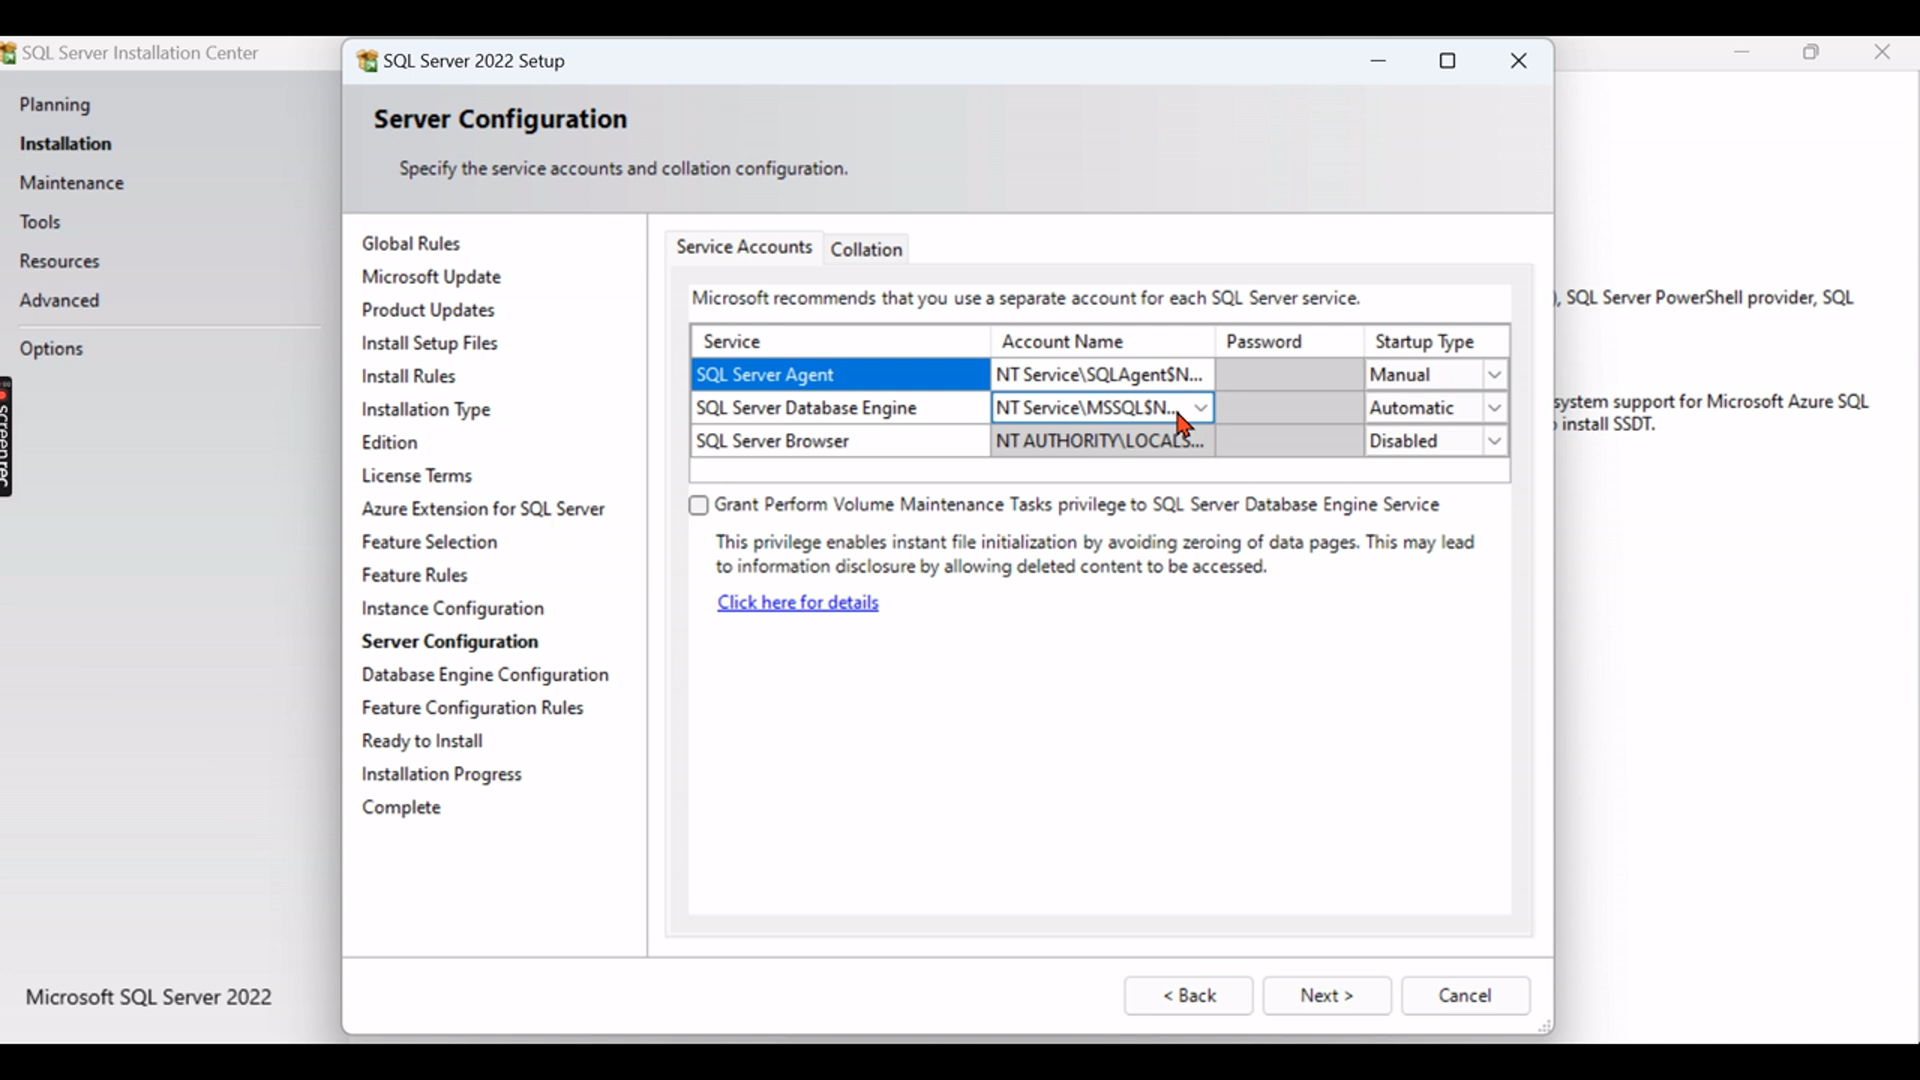 SQL Server Installation Center
Planning
Installation
Maintenance
Tools
Resources
Advanced
Options
Microsoft SQL Server 2022
SQL Server 2022 Setup
Server Configuration
Specify the service accounts and collation configuration.
Global Rules
Microsoft Update
Product Updates
Install Setup Files
Install Rules
Installation Type
Edition
License Terms
Azure Extension for SQL Server
Feature Selection
Feature Rules
Instance Configuration
Server Configuration
Database Engine Configuration
Feature Configuration Rules
Ready to Install
Installation Progress
Complete
Service Accounts Collation
Microsoft recommends that you use a separate account for each SQL Server service.
Service Account Name Password Startup Type
SQL Server Agent NT Service\SQLAgent$N... Manual
SQL Server Database Engine NT Service\MSSQL$N... Automatic
SQL Server Browser NT AUTHORITY\LOCALS... Disabled
Grant Perform Volume Maintenance Tasks privilege to SQL Server Database Engine Service
This privilege enables instant file initialization by avoiding zeroing of data pages. This may lead
to information disclosure by allowing deleted content to be accessed.
Click here for details
< Back Next > Cancel
), SQL Server PowerShell provider, SQL
system support for Microsoft Azure SQL
install SSDT.